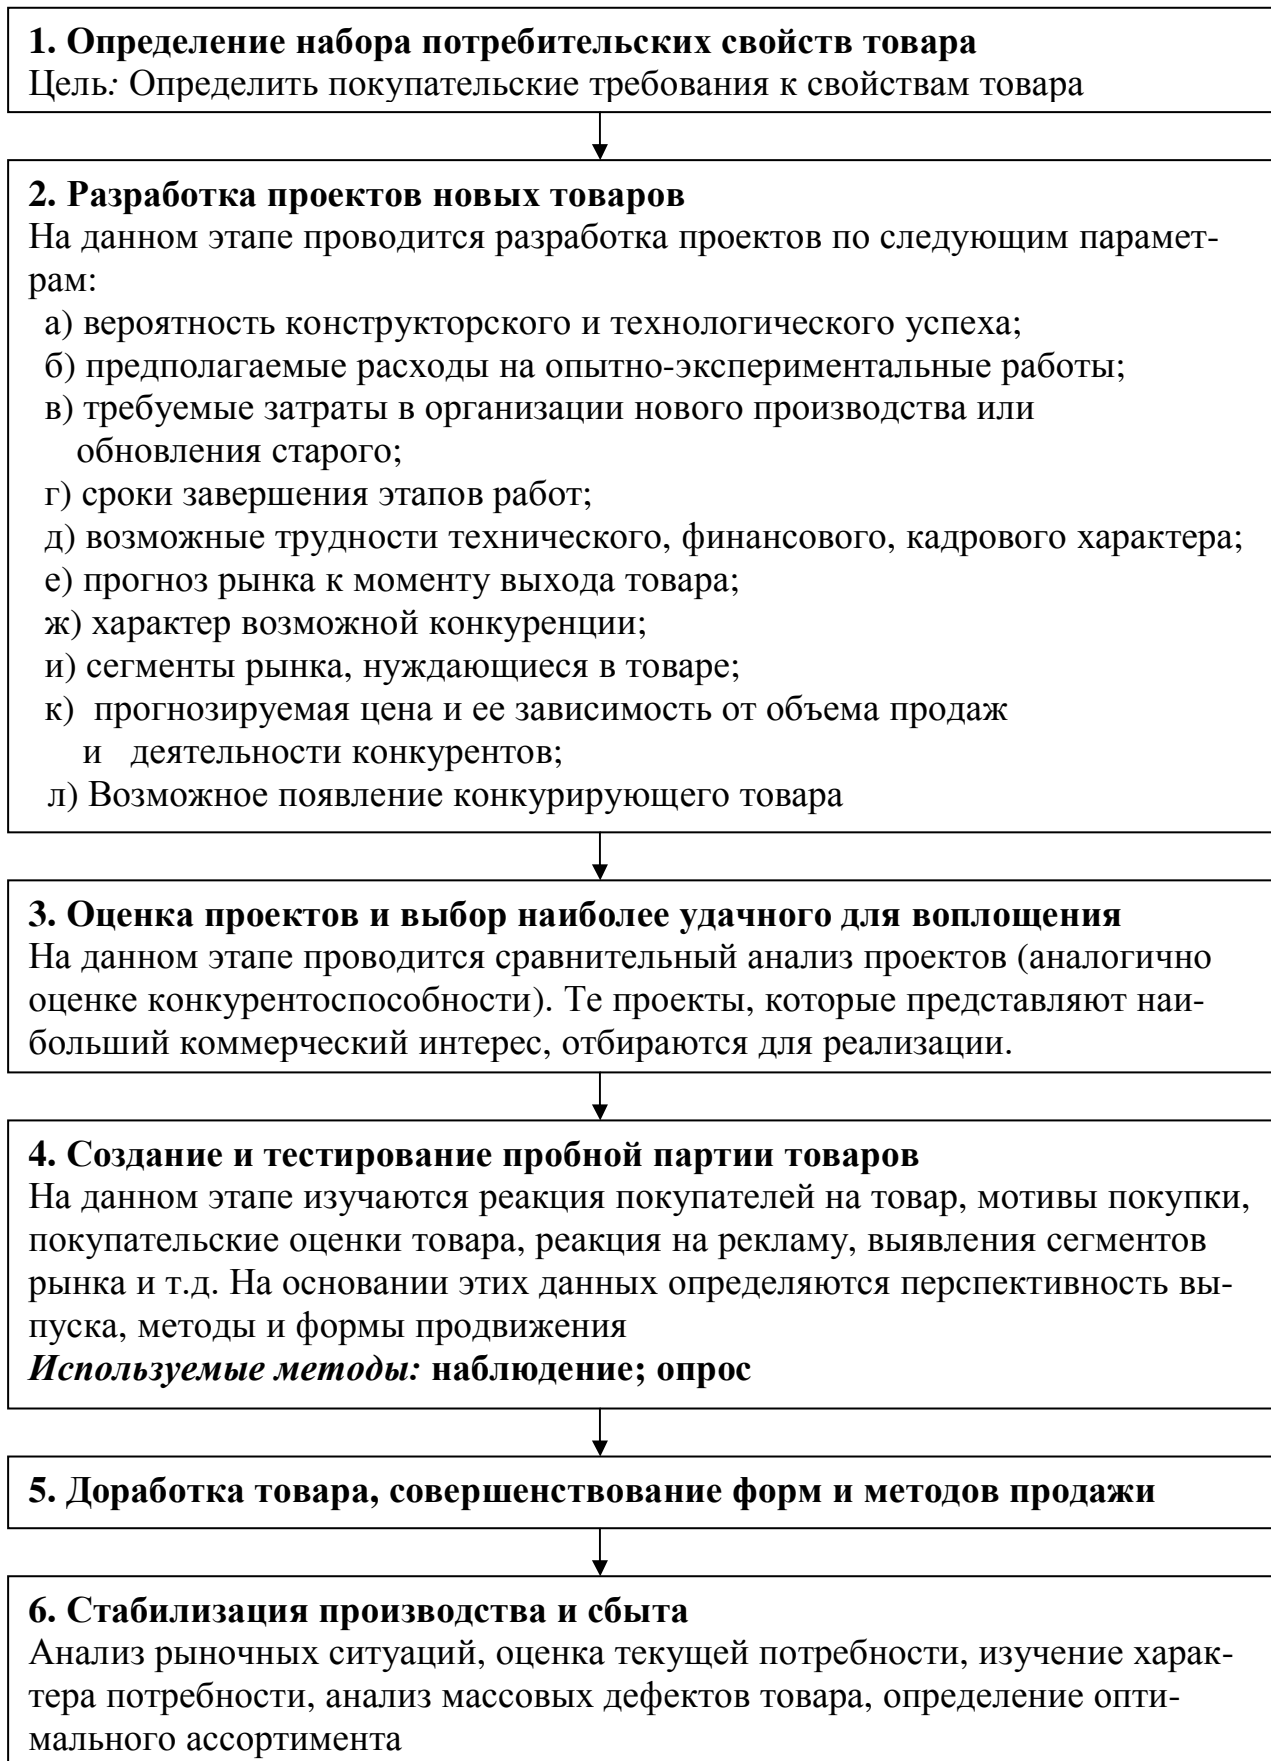 1. Определение набора потребительских свойств товара
Цель: Определить покупательские требования к свойствам товара
2. Разработка проектов новых товаров
На данном этапе проводится разработка проектов по следующим парамет-
рам:
а) вероятность конструкторского и технологического успеха;
б) предполагаемые расходы на опытно-экспериментальные работы;
в) требуемые затраты в организации нового производства или
обновления старого;
г) сроки завершения этапов работ;
д) возможные трудности технического, финансового, кадрового характера;
е) прогноз рынка к моменту выхода товара;
ж) характер возможной конкуренции;
и) сегменты рынка, нуждающиеся в товаре;
к) прогнозируемая цена и ее зависимость от объема продаж
и деятельности конкурентов;
л) Возможное появление конкурирующего товара
3. Оценка проектов и выбор наиболее удачного для воплощения
На данном этапе проводится сравнительный анализ проектов (аналогично
оценке конкурентоспособности). Те проекты, которые представляют наи-
больший коммерческий интерес, отбираются для реализации.
4. Создание и тестирование пробной партии товаров
На данном этапе изучаются реакция покупателей на товар, мотивы покупки,
покупательские оценки товара, реакция на рекламу, выявления сегментов
рынка и т.д. На основании этих данных определяются перспективность вы-
пуска, методы и формы продвижения
Используемые методы: наблюдение; опрос
5. Доработка товара, совершенствование форм и методов продажи
6. Стабилизация производства и сбыта
Анализ рыночных ситуаций, оценка текущей потребности, изучение харак-
тера потребности, анализ массовых дефектов товара, определение опти-
мального ассортимента